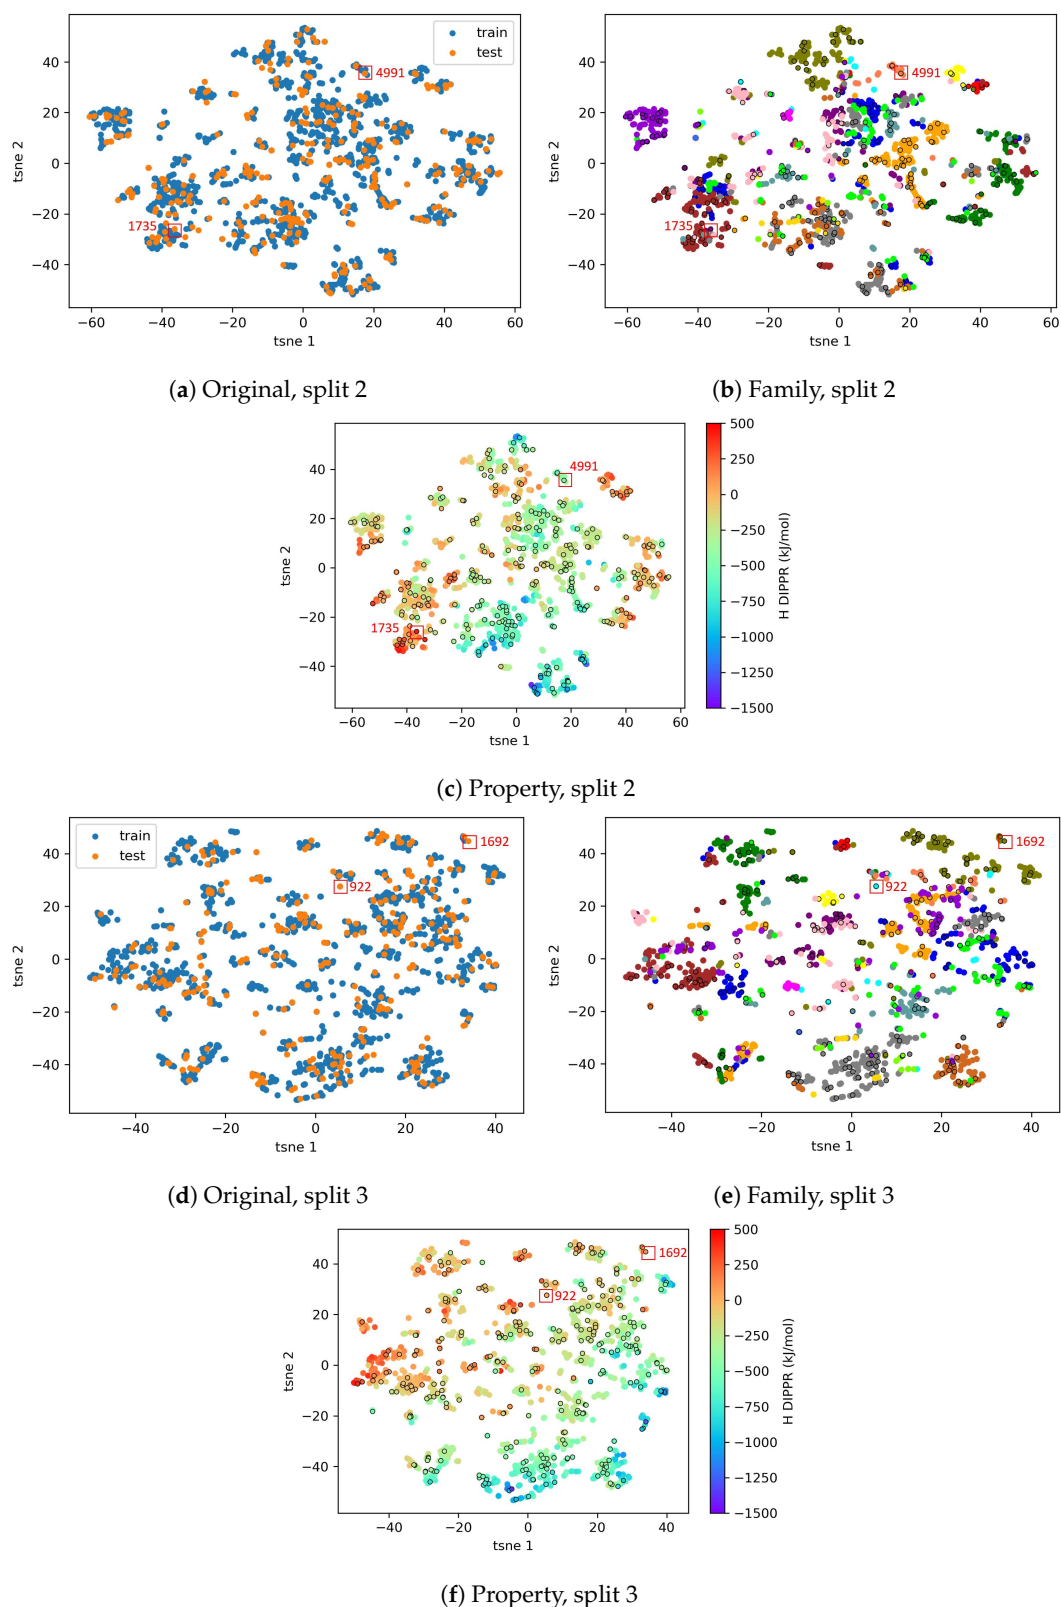 train
test
4991
1735
40
20
0
−20
−40
tsne 2
−60 −40 −20 0 20 40 60
tsne 1
4991
1735
40
20
0
−20
−40
tsne 2
−60 −40 −20 0 20 40 60
tsne 1
(a) Original, split 2
(b) Family, split 2
4991
1735
40
20
0
−20
−40
tsne 2
−60 −40 −20 0 20 40 60
tsne 1
500
250
0
−250
−500
−750
−1000
−1250
−1500
H DIPPR (kJ/mol)
(c) Property, split 2
train
test
1692
922
40
20
0
−20
−40
tsne 2
−40 −20 0 20 40
tsne 1
1692
922
40
20
0
−20
−40
tsne 2
−40 −20 0 20 40
tsne 1
(d) Original, split 3
(e) Family, split 3
1692
922
40
20
0
−20
−40
tsne 2
−40 −20 0 20 40
tsne 1
500
250
0
−250
−500
−750
−1000
−1250
−1500
H DIPPR (kJ/mol)
(f) Property, split 3